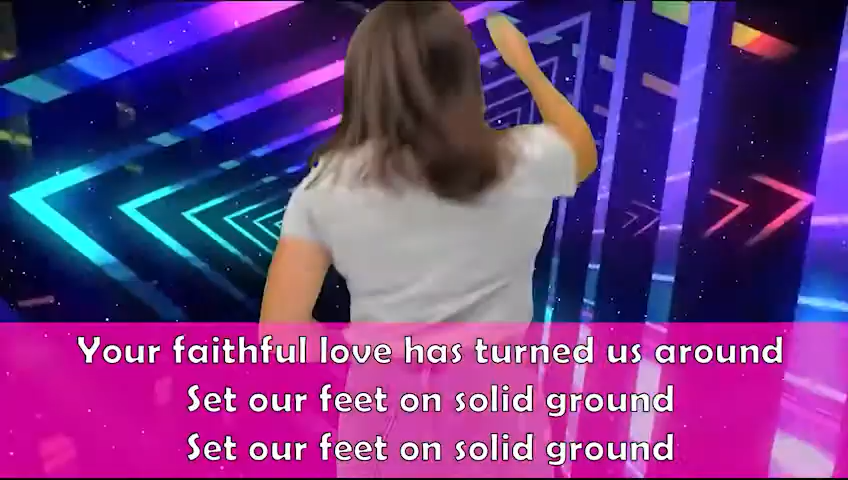 Your faithful love has turned us around
Set our feet on solid ground
Set our feet on solid ground